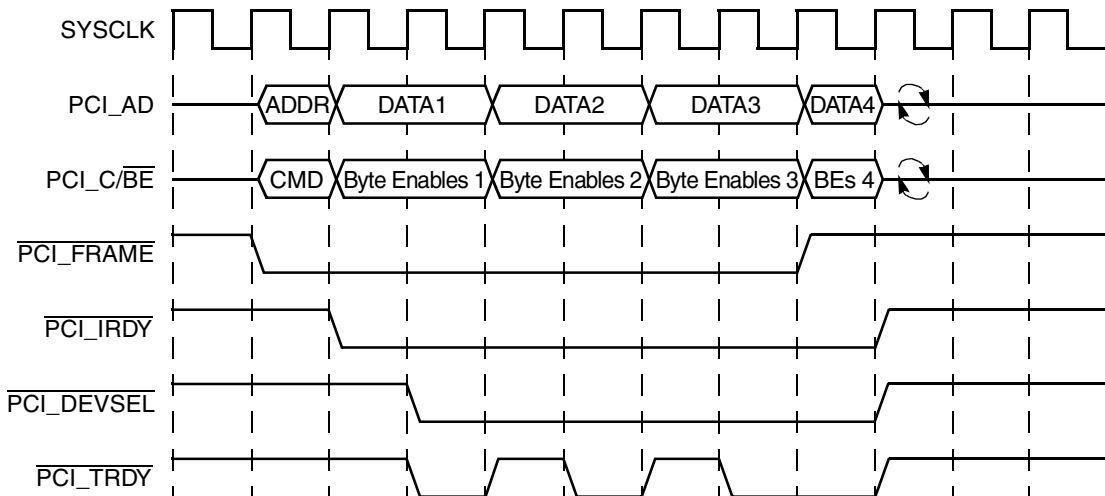 SYSCLK
PCI_AD ADDR DATA1 DATA2 DATA3 DATA4
PCI_C/BE CMD Byte Enables 1 Byte Enables 2 Byte Enables 3 BEs 4
PCI_FRAME
PCI_IRDY
PCI_DEVSEL
PCI_TRDY